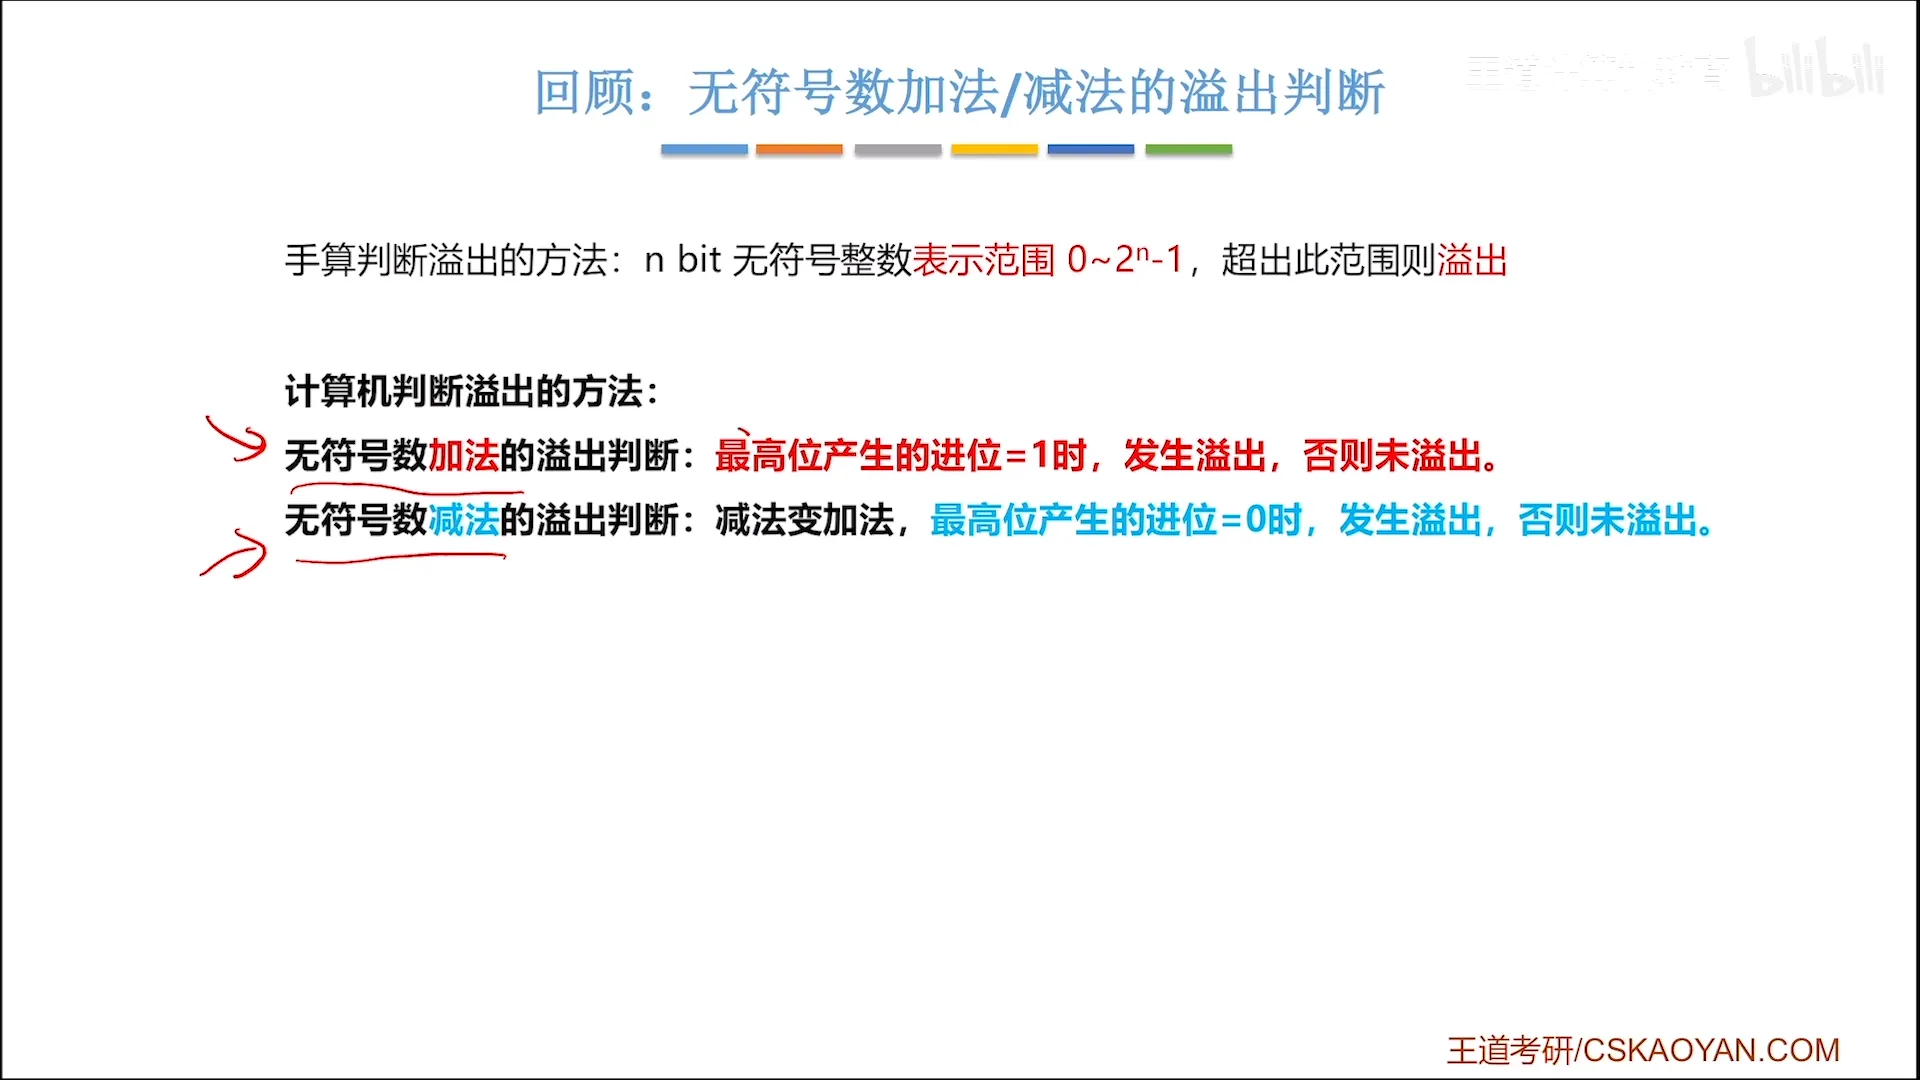 回顾：无符号数加法/减法的溢出判断
bilibili
手算判断溢出的方法：n bit 无符号整数表示范围 0~2ⁿ-1，超出此范围则溢出
计算机判断溢出的方法：
无符号数加法的溢出判断：最高位产生的进位=1时，发生溢出，否则未溢出。
无符号数减法的溢出判断：减法变加法，最高位产生的进位=0时，发生溢出，否则未溢出。
王道考研/CSKAOYAN.COM